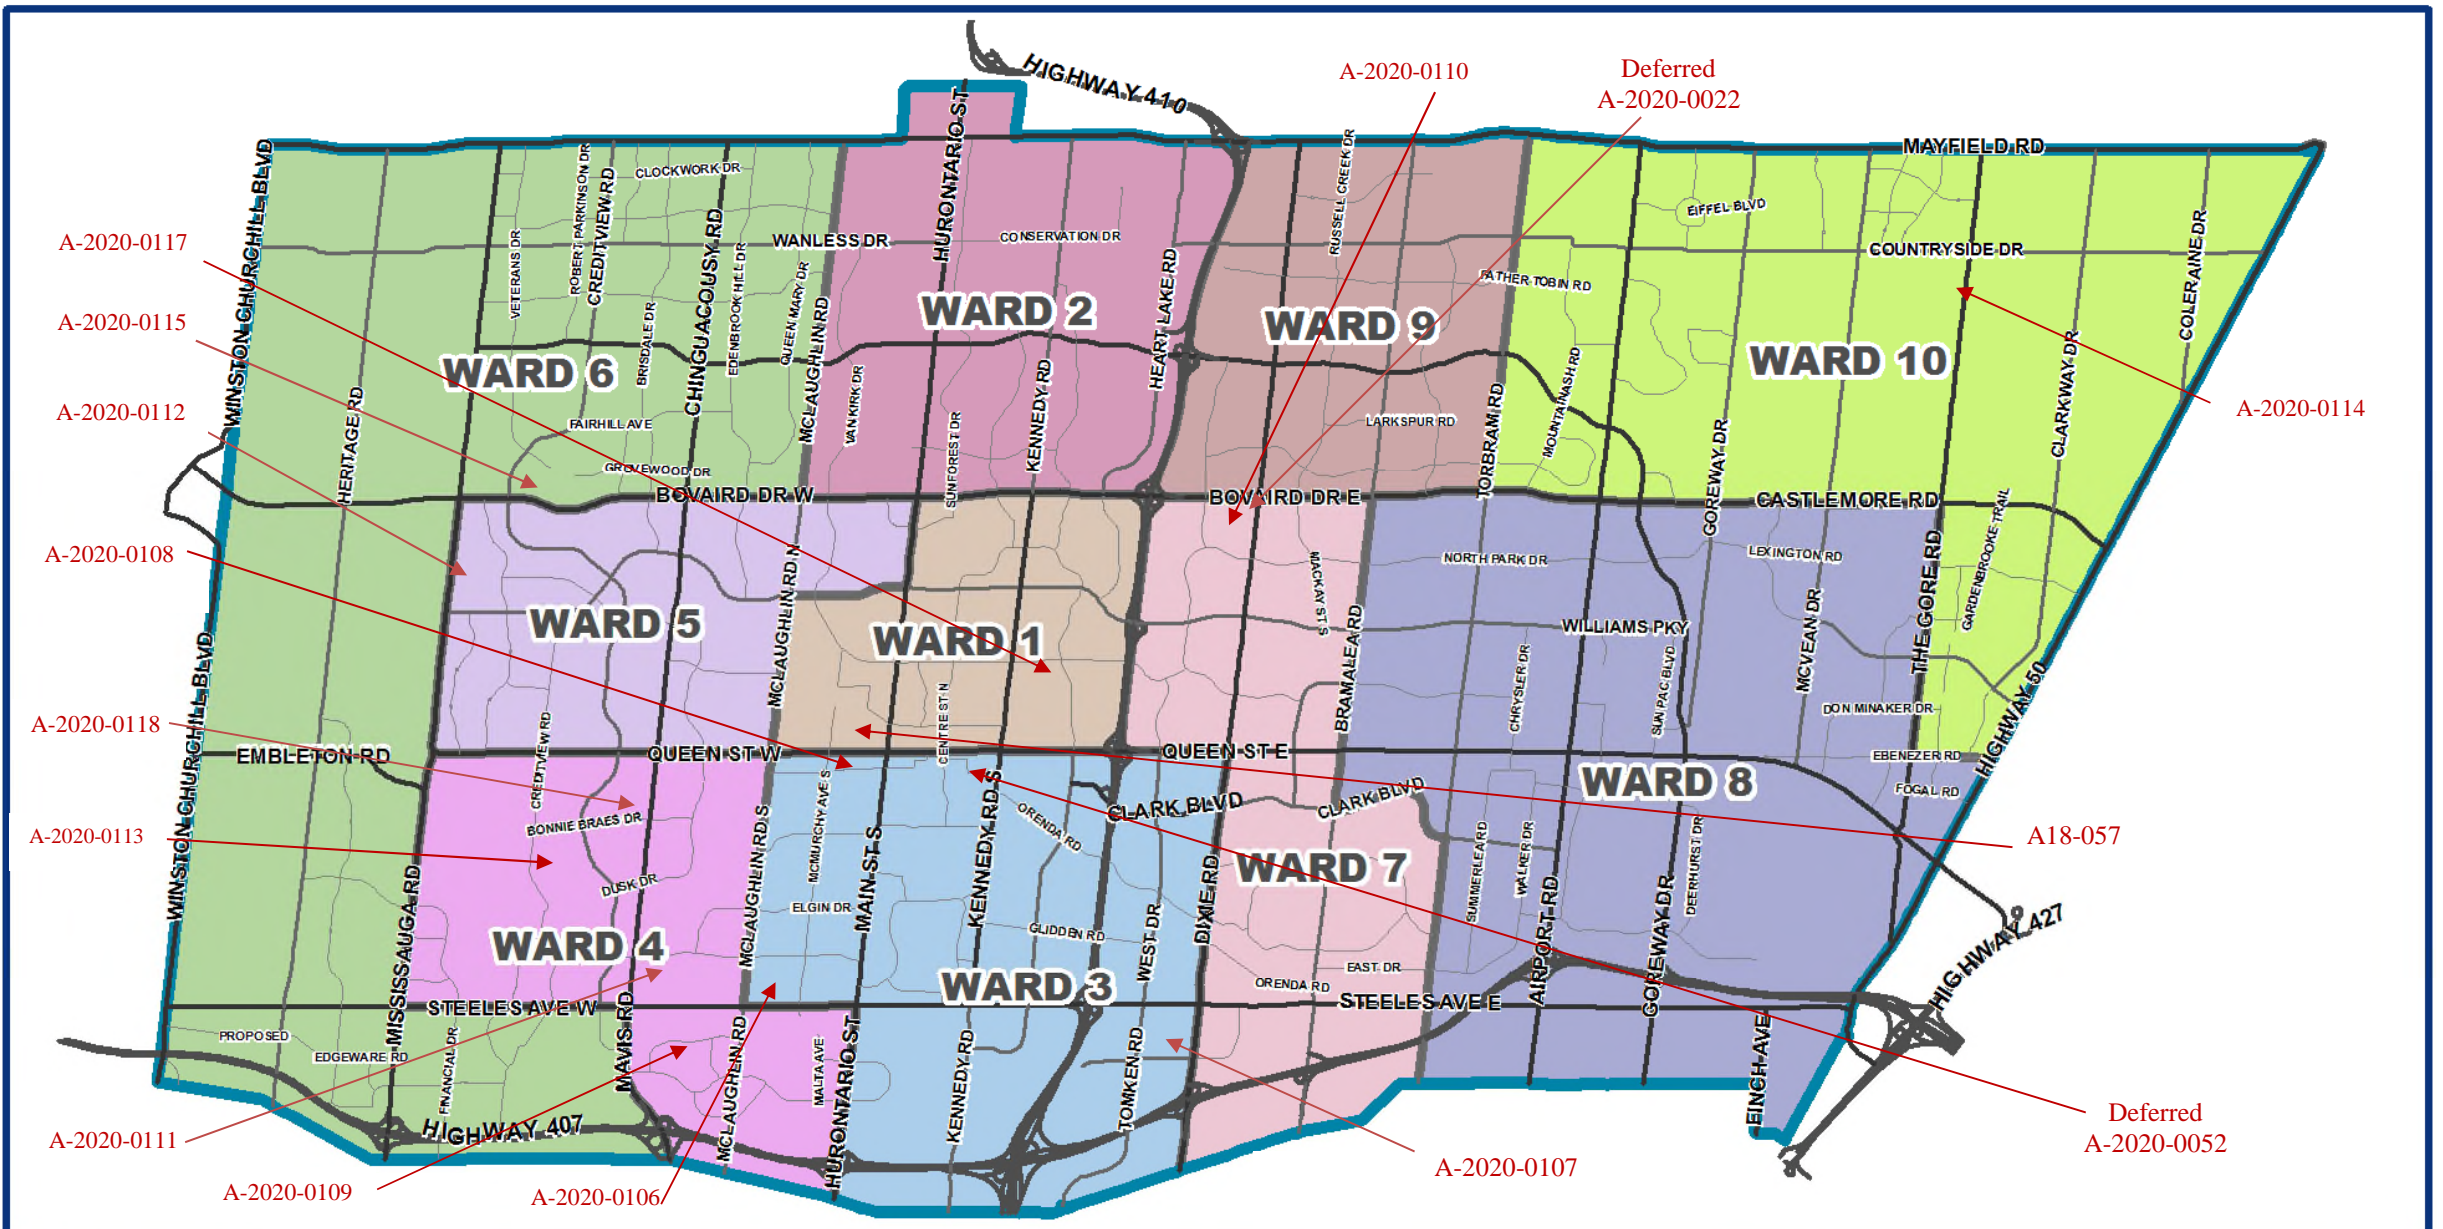 HIGHWAY 410
A-2020-0110
Deferred
A-2020-0022
MAYFIELD RD
WINSTON CHURCHILL BLVD
HURONTARIO ST
ROBERT PARKINSON DR
CREDITVIEW RD
CLOCKWORK DR
RUSSELL CREEK DR
EIFFEL BLVD
A-2020-0117
VETERANS DR
CHINGUACOUSY RD
EDENBROOK HILL DR
WANLESS DR
CONSERVATION DR
COUNTRYSIDE DR
COLERAINE DR
QUEEN MARY DR
HEART LAKE RD
FATHER TOBIN RD
A-2020-0115
BRISDALE DR
MCLAUGHLIN RD
WARD 2
WARD 9
WARD 6
WARD 10
MOUNTAINASH RD
CLARKWAY DR
A-2020-0112
HERITAGE RD
FAIRHILL AVE
VAN KIRK DR
SUNFOREST DR
KENNEDY RD
LARKSPUR RD
TORBRAM RD
GOREWAY DR
A-2020-0114
GROVEWOOD DR
BOVAIRD DR W
BOVAIRD DR E
CASTLEMORE RD
A-2020-0108
MCLAUGHLIN RD N
MACKAY ST S
NORTH PARK DR
LEXINGTON RD
THE GORE RD
GARDENBROOKE TRAIL
WARD 5
WARD 1
BRAMALEA RD
WILLIAMS PKY
MCVEAN DR
WINSTON CHURCHILL BLVD
CENTRE ST N
CHRYSLER DR
SUN PAC BLVD
DON MINAKER DR
HIGHWAY 50
A-2020-0118
CREDITVIEW RD
EMBLETON RD
QUEEN ST W
QUEEN ST E
EBENEZER RD
WARD 8
FOGAL RD
MCMURCHY AVE S
KENNEDY RD S
ORENDA RD
CLARK BLVD
CLARK BLVD
A-2020-0113
BONNIE BRAES DR
MCLAUGHLIN RD S
MAIN ST S
DIXIE RD
WARD 7
SUMMERLEA RD
WALKER DR
DEERHURST DR
A18-057
MISSISSAUGA RD
DUSK DR
ELGIN DR
GLIDDEN RD
WEST DR
AIRPORT RD
GOREWAY DR
HIGHWAY 427
WARD 4
WARD 3
EAST DR
ORENDA RD
STEELES AVE W
STEELES AVE E
PROPOSED
EDGEWARE RD
FINANCIAL DR
MAVIS RD
MCLAUGHLIN RD
MALTA AVE
HURONTARIO ST
KENNEDY RD
TOMKEN RD
FINCH AVE
HIGHWAY 407
A-2020-0111
Deferred
A-2020-0052
A-2020-0107
A-2020-0109
A-2020-0106